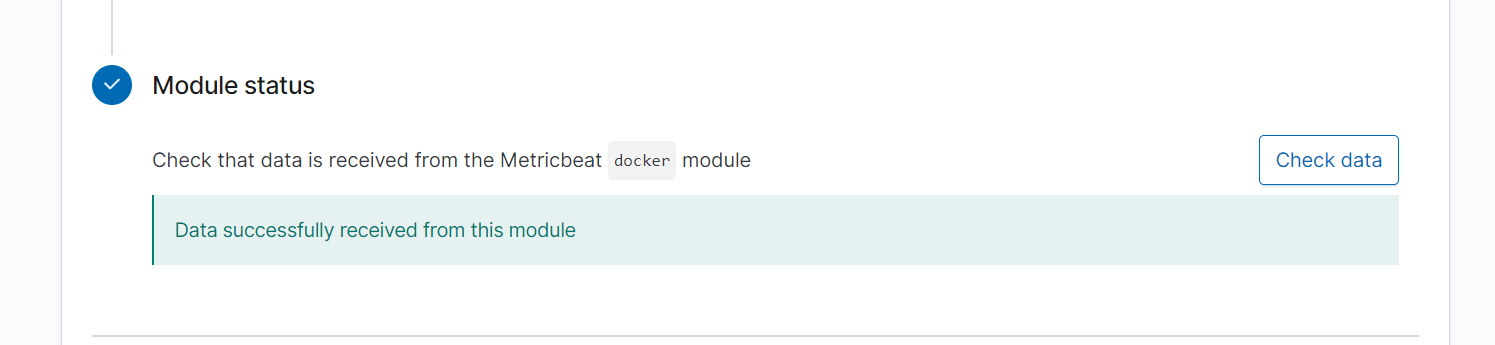 Module status
Check that data is received from the Metricbeat docker module
Check data
Data successfully received from this module